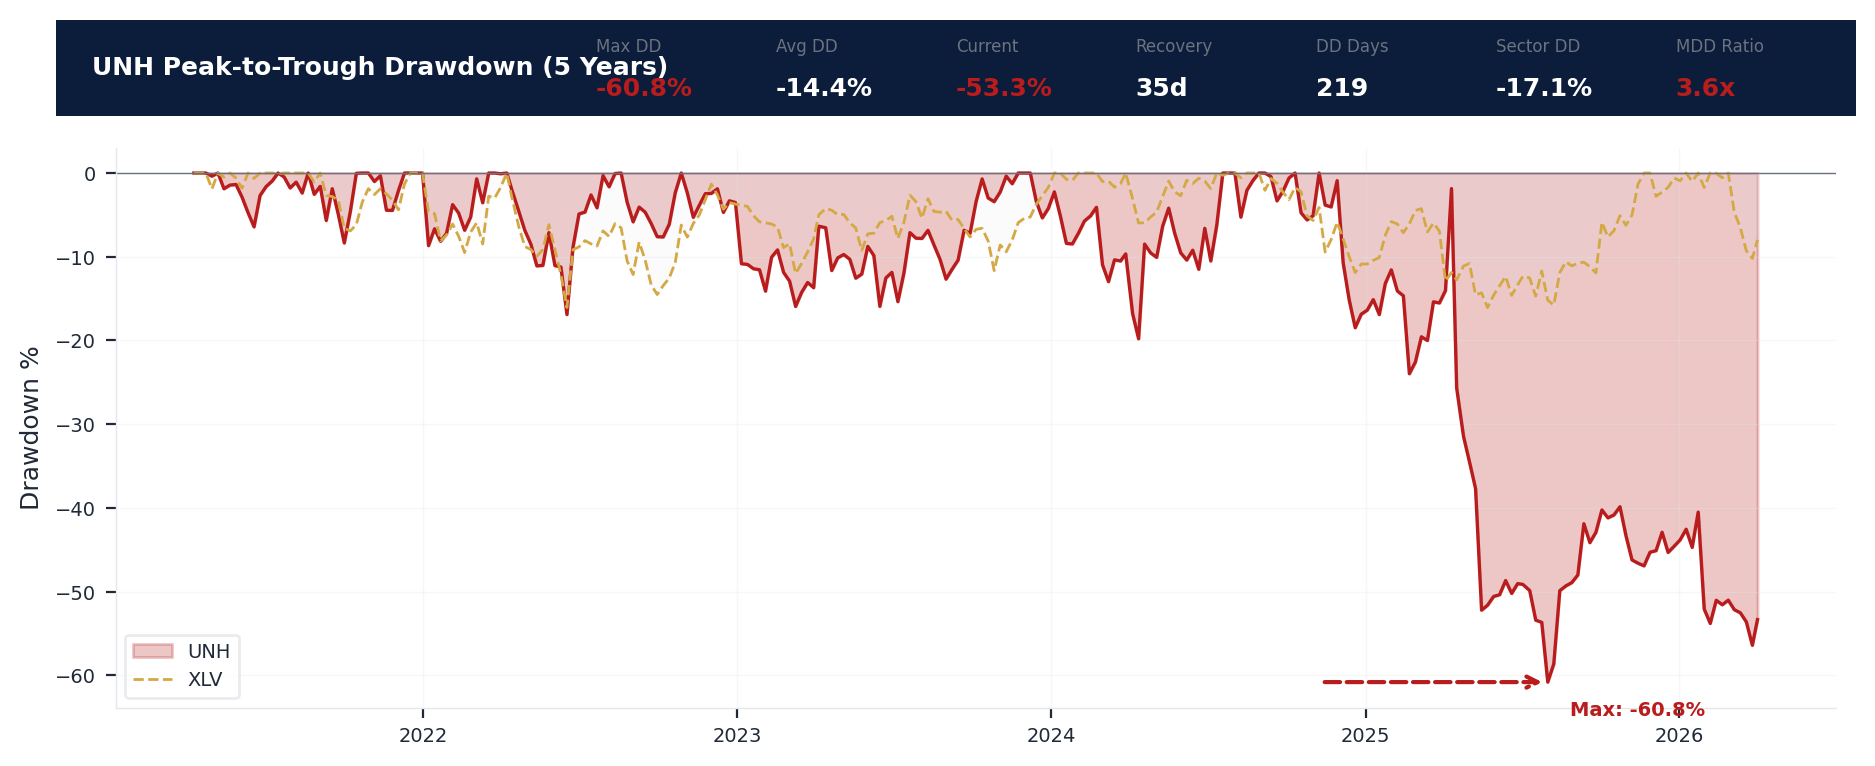 UNH Peak-to-Trough Drawdown (5 Years)
Max DD
-60.8%
Avg DD
-14.4%
Current
-53.3%
Recovery
35d
DD Days
219
Sector DD
-17.1%
MDD Ratio
3.6x
Drawdown %
0
−10
−20
−30
−40
−50
−60
UNH
XLV
Max: -60.8%
2022
2023
2024
2025
2026